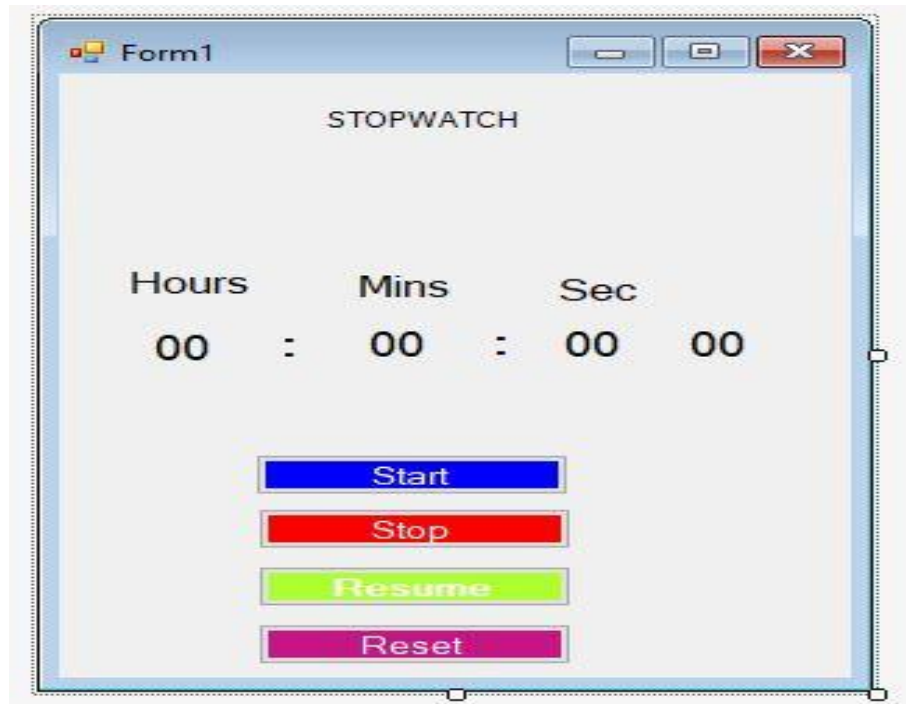 Form1
STOPWATCH
Hours Mins Sec
00 : 00 : 00 00
Start
Stop
Resume
Reset